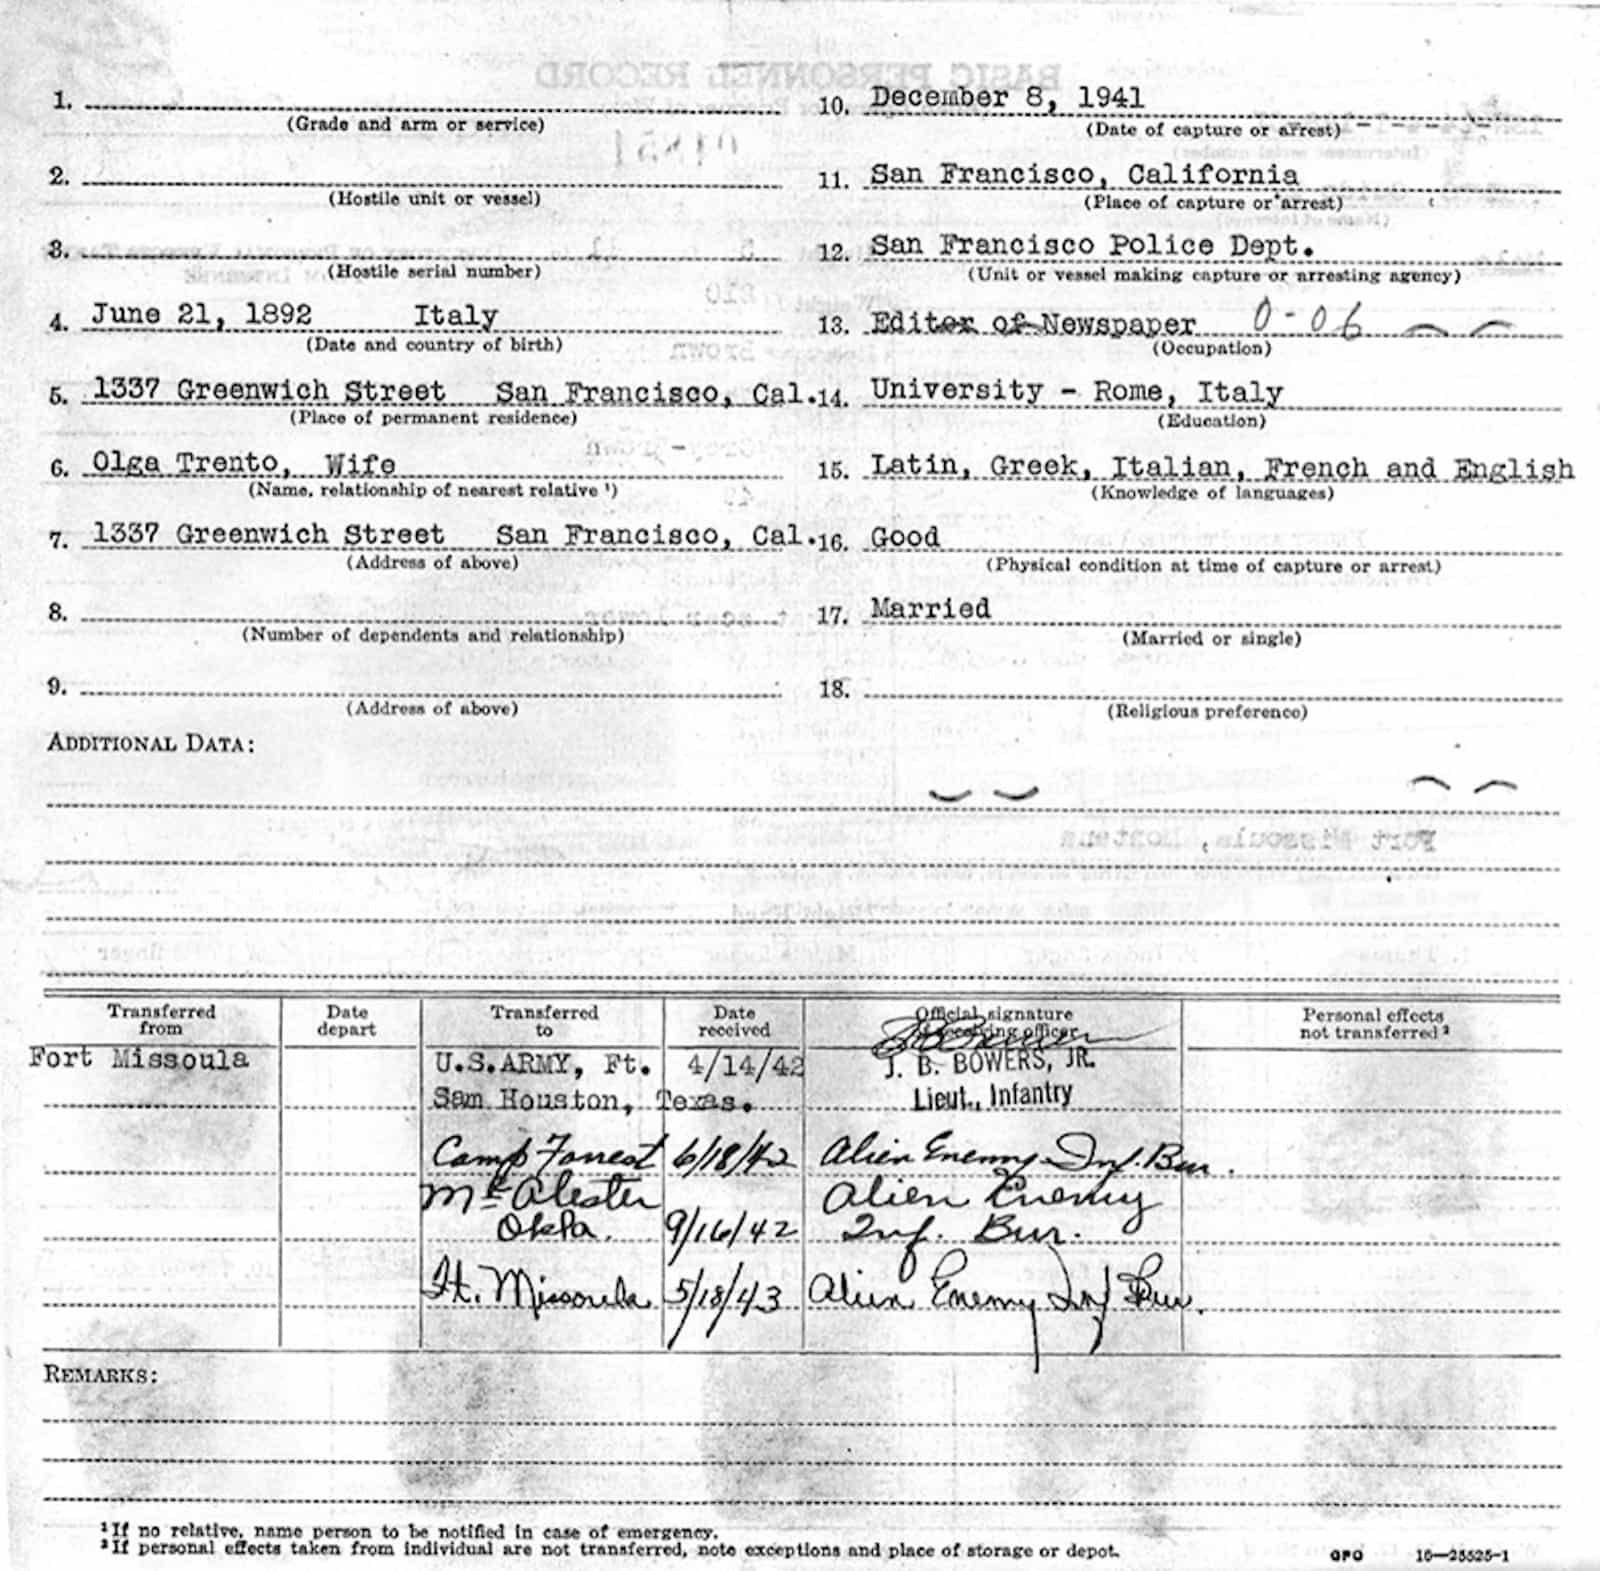 1.
(Grade and arm or service)
2.
(Hostile unit or vessel)
3.
(Hostile serial number)
4. June 21, 1892 Italy
(Date and country of birth)
5. 1337 Greenwich Street San Francisco, Cal.
(Place of permanent residence)
6. Olga Trento, Wife
(Name, relationship of nearest relative ¹)
7. 1337 Greenwich Street San Francisco, Cal.
(Address of above)
8.
(Number of dependents and relationship)
9.
(Address of above)
10. December 8, 1941
(Date of capture or arrest)
11. San Francisco, California
(Place of capture or arrest)
12. San Francisco Police Dept.
(Unit or vessel making capture or arresting agency)
13. Editor of Newspaper 0-06
(Occupation)
14. University - Rome, Italy
(Education)
15. Latin, Greek, Italian, French and English
(Knowledge of languages)
16. Good
(Physical condition at time of capture or arrest)
17. Married
(Married or single)
18.
(Religious preference)
ADDITIONAL DATA:
Transferred from
Date depart
Transferred to
Date received
Official signature of receiving officer
Personal effects not transferred ²
Fort Missoula U.S.ARMY, Ft. 4/14/42 J. B. BOWERS, JR.
Sam Houston, Texas. Lieut., Infantry
Camp Forrest 6/18/42 Alien Enemy Inf. Bur.
Mc Alester Alien Enemy
Okla. 9/16/42 Inf. Bur.
Ft. Missoula 5/18/43 Alien Enemy Inf Bur.
REMARKS:
¹ If no relative, name person to be notified in case of emergency.
² If personal effects taken from individual are not transferred, note exceptions and place of storage or depot.
GPO 16—25525-1